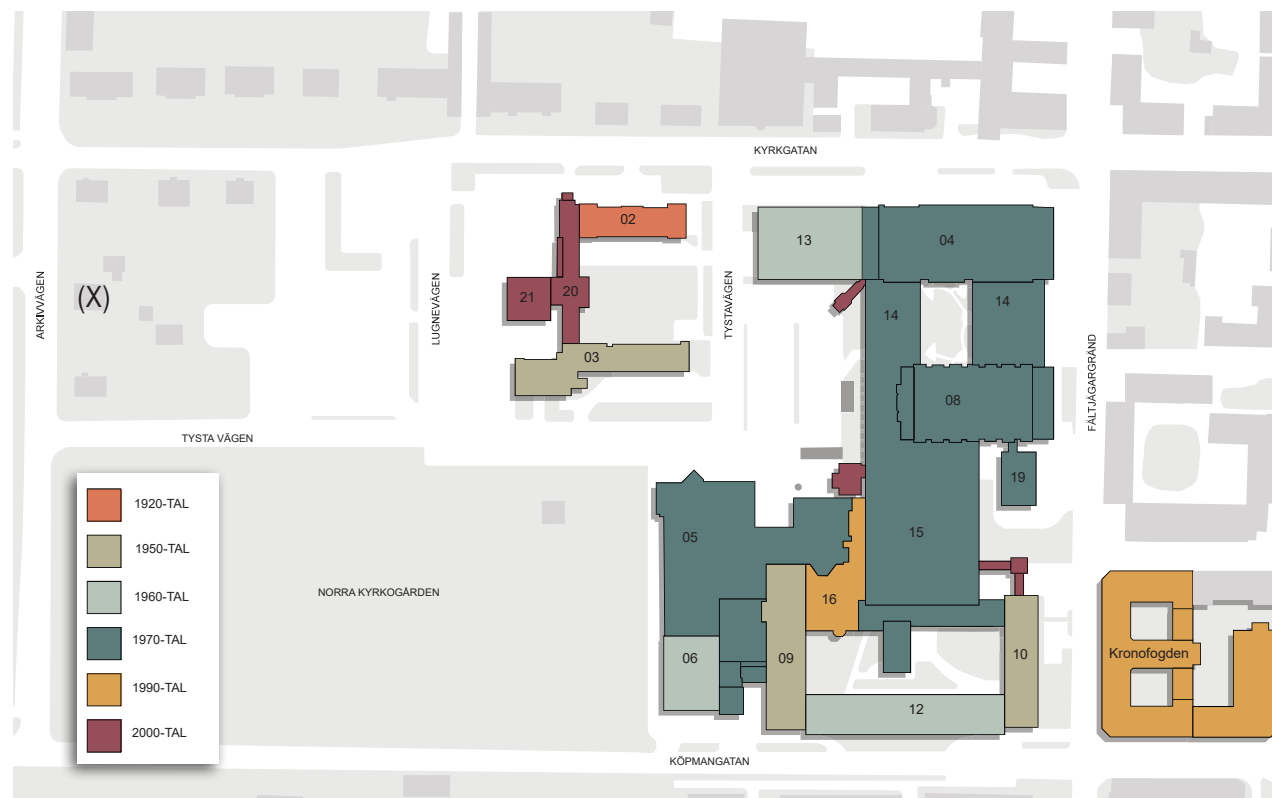 KYRKGATAN
02
13
04
ARKIVVÄGEN
(X)
LUGNEVÄGEN
21
20
TYSTAVÄGEN
14
14
FÄLTJÄGARGRÄND
03
08
TYSTA VÄGEN
19
1920-TAL
1950-TAL
1960-TAL
1970-TAL
1990-TAL
2000-TAL
05
15
NORRA KYRKOGÅRDEN
16
06
09
10
Kronofogden
12
KÖPMANGATAN